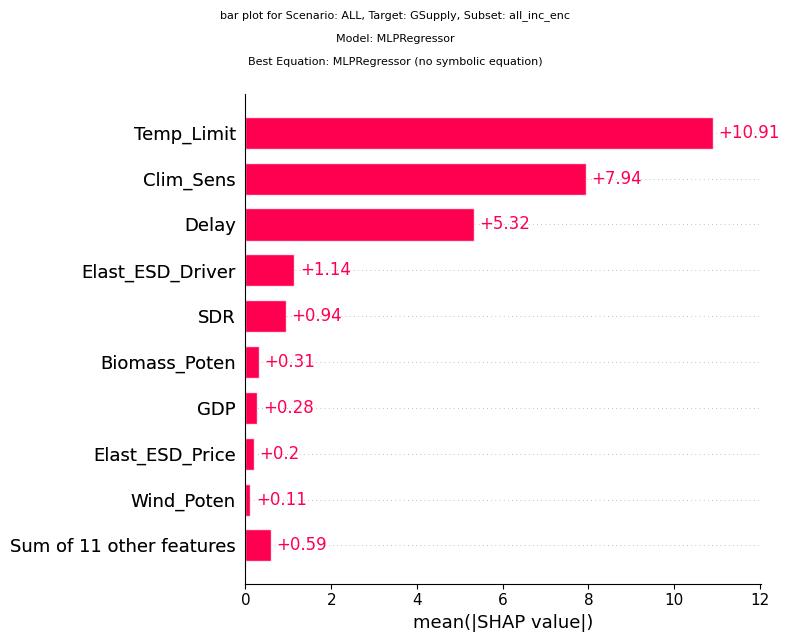 bar plot for Scenario: ALL, Target: GSupply, Subset: all_inc_enc
Model: MLPRegressor
Best Equation: MLPRegressor (no symbolic equation)
Temp_Limit +10.91
Clim_Sens +7.94
Delay +5.32
Elast_ESD_Driver +1.14
SDR +0.94
Biomass_Poten +0.31
GDP +0.28
Elast_ESD_Price +0.2
Wind_Poten +0.11
Sum of 11 other features +0.59
0 2 4 6 8 10 12
mean(|SHAP value|)